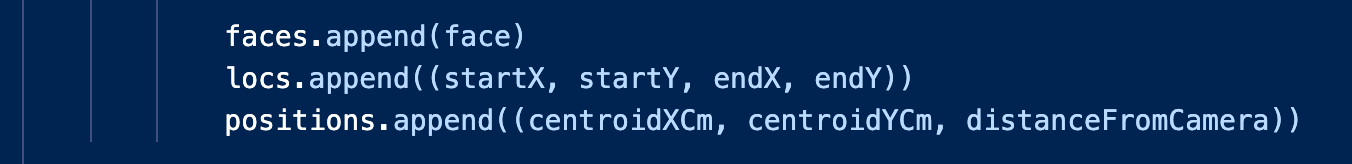 faces.append(face)
locs.append((startX, startY, endX, endY))
positions.append((centroidXCm, centroidYCm, distanceFromCamera))